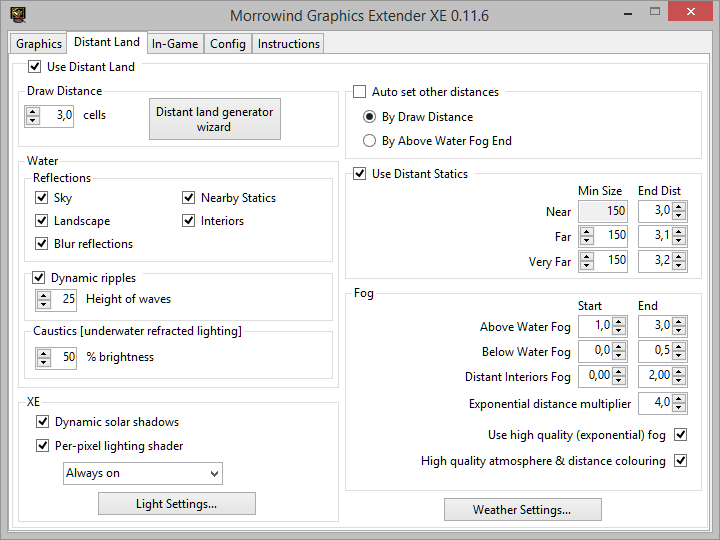 Morrowind Graphics Extender XE 0.11.6
Graphics
Distant Land
In-Game
Config
Instructions
Use Distant Land
Draw Distance
3,0
cells
Distant land generator
wizard
Water
Reflections
Sky
Nearby Statics
Landscape
Interiors
Blur reflections
Dynamic ripples
25
Height of waves
Caustics [underwater refracted lighting]
50
% brightness
XE
Dynamic solar shadows
Per-pixel lighting shader
Always on
Light Settings...
Auto set other distances
By Draw Distance
By Above Water Fog End
Use Distant Statics
Min Size
End Dist
Near
150
3,0
Far
150
3,1
Very Far
150
3,2
Fog
Start
End
Above Water Fog
1,0
3,0
Below Water Fog
0,0
0,5
Distant Interiors Fog
0,00
2,00
Exponential distance multiplier
4,0
Use high quality (exponential) fog
High quality atmosphere & distance colouring
Weather Settings...